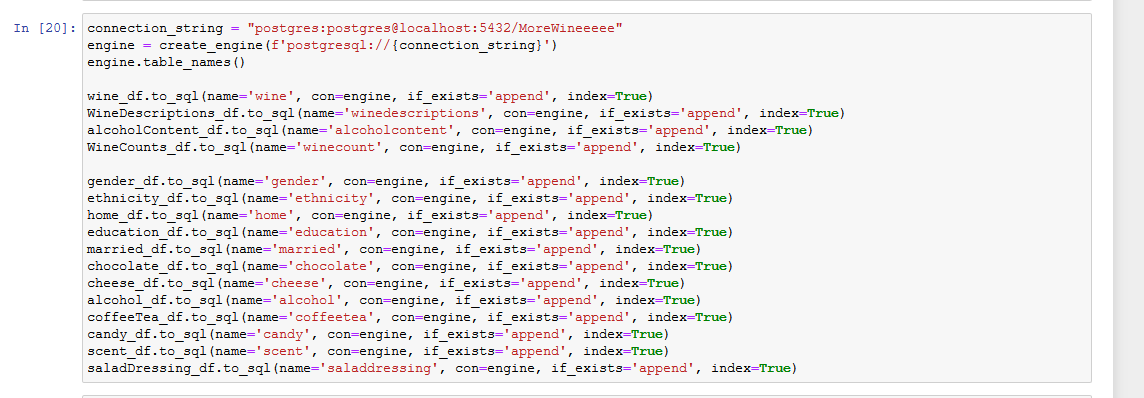 In [20]:
connection_string = "postgres:postgres@localhost:5432/MoreWineeeee"
engine = create_engine(f'postgresql://{connection_string}')
engine.table_names()

wine_df.to_sql(name='wine', con=engine, if_exists='append', index=True)
WineDescriptions_df.to_sql(name='winedescriptions', con=engine, if_exists='append', index=True)
alcoholContent_df.to_sql(name='alcoholcontent', con=engine, if_exists='append', index=True)
WineCounts_df.to_sql(name='winecount', con=engine, if_exists='append', index=True)

gender_df.to_sql(name='gender', con=engine, if_exists='append', index=True)
ethnicity_df.to_sql(name='ethnicity', con=engine, if_exists='append', index=True)
home_df.to_sql(name='home', con=engine, if_exists='append', index=True)
education_df.to_sql(name='education', con=engine, if_exists='append', index=True)
married_df.to_sql(name='married', con=engine, if_exists='append', index=True)
chocolate_df.to_sql(name='chocolate', con=engine, if_exists='append', index=True)
cheese_df.to_sql(name='cheese', con=engine, if_exists='append', index=True)
alcohol_df.to_sql(name='alcohol', con=engine, if_exists='append', index=True)
coffeeTea_df.to_sql(name='coffeetea', con=engine, if_exists='append', index=True)
candy_df.to_sql(name='candy', con=engine, if_exists='append', index=True)
scent_df.to_sql(name='scent', con=engine, if_exists='append', index=True)
saladDressing_df.to_sql(name='saladdressing', con=engine, if_exists='append', index=True)